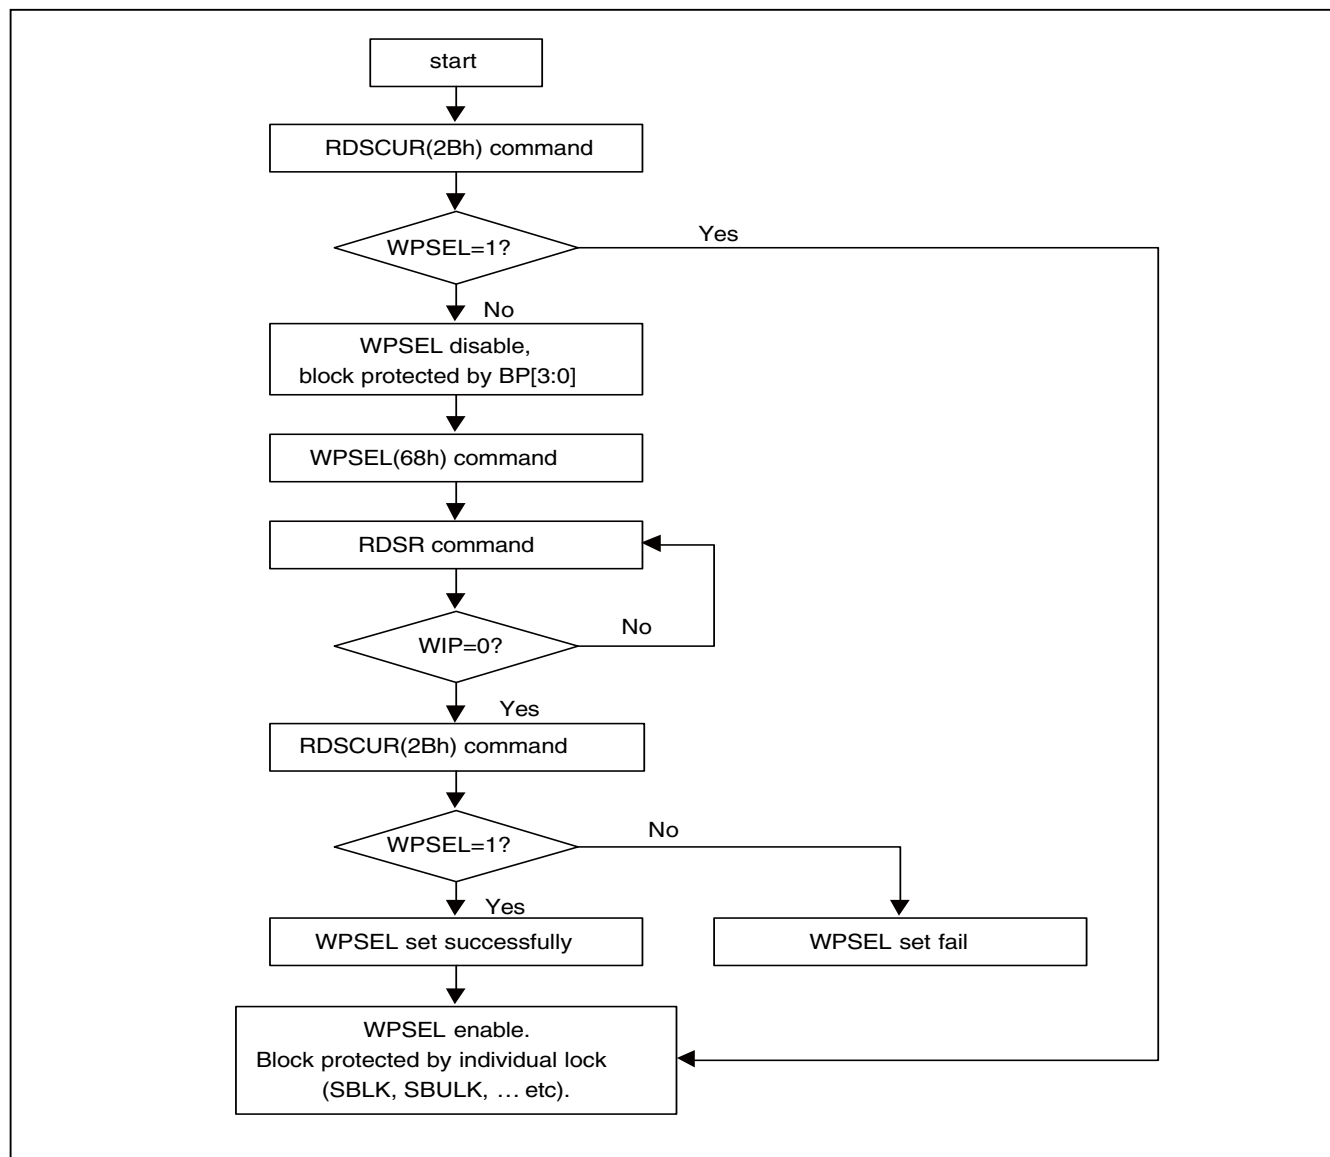 start
RDSCUR(2Bh) command
WPSEL=1?
Yes
No
WPSEL disable,
block protected by BP[3:0]
WPSEL(68h) command
RDSR command
WIP=0?
No
Yes
RDSCUR(2Bh) command
WPSEL=1?
No
Yes
WPSEL set successfully
WPSEL set fail
WPSEL enable.
Block protected by individual lock
(SBLK, SBULK, … etc).